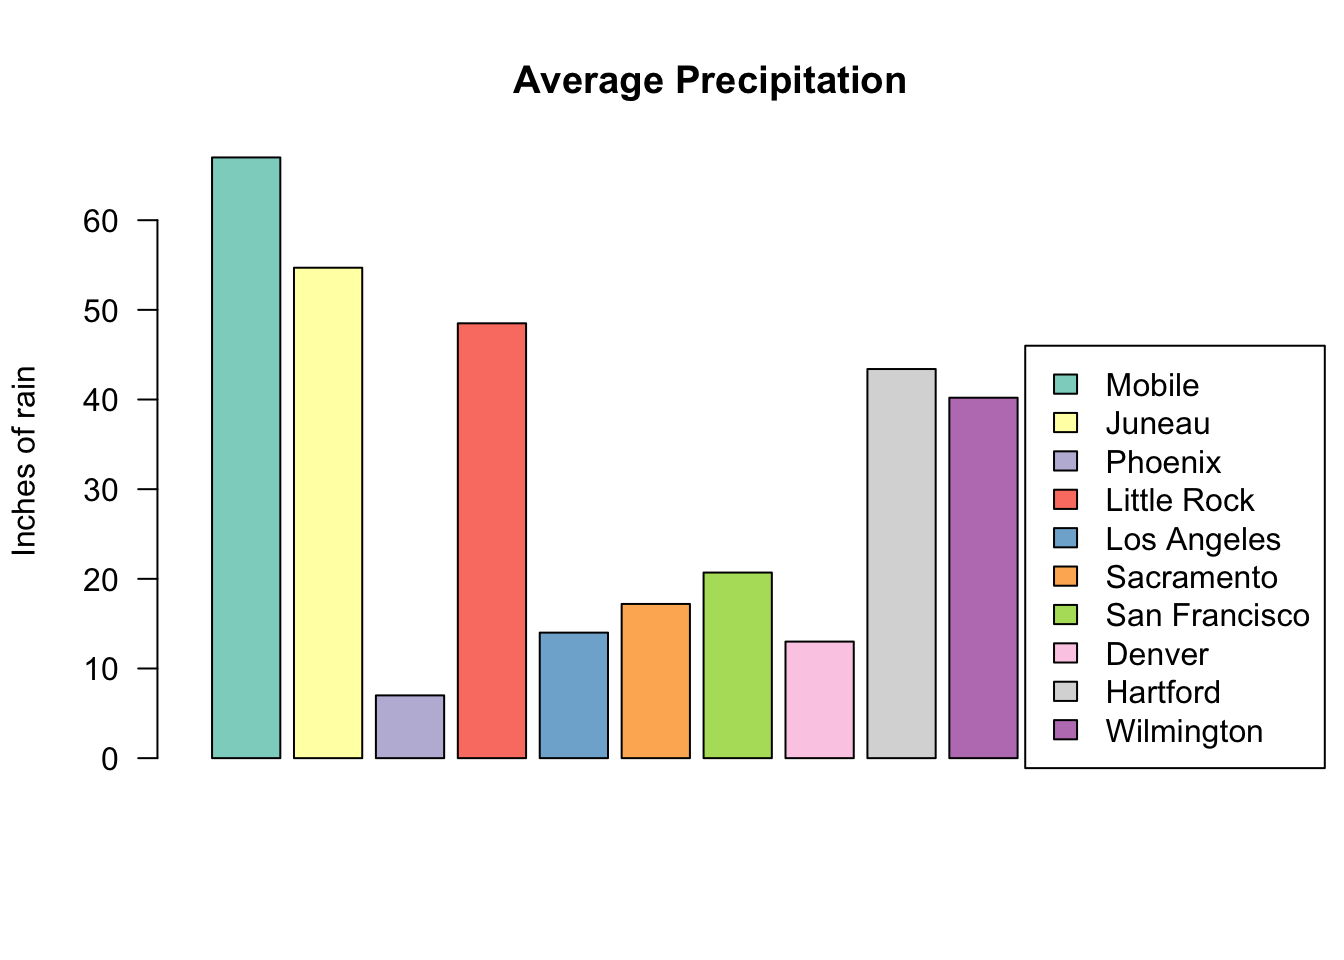 Average Precipitation
Inches of rain
60
50
40
30
20
10
0
Mobile
Juneau
Phoenix
Little Rock
Los Angeles
Sacramento
San Francisco
Denver
Hartford
Wilmington